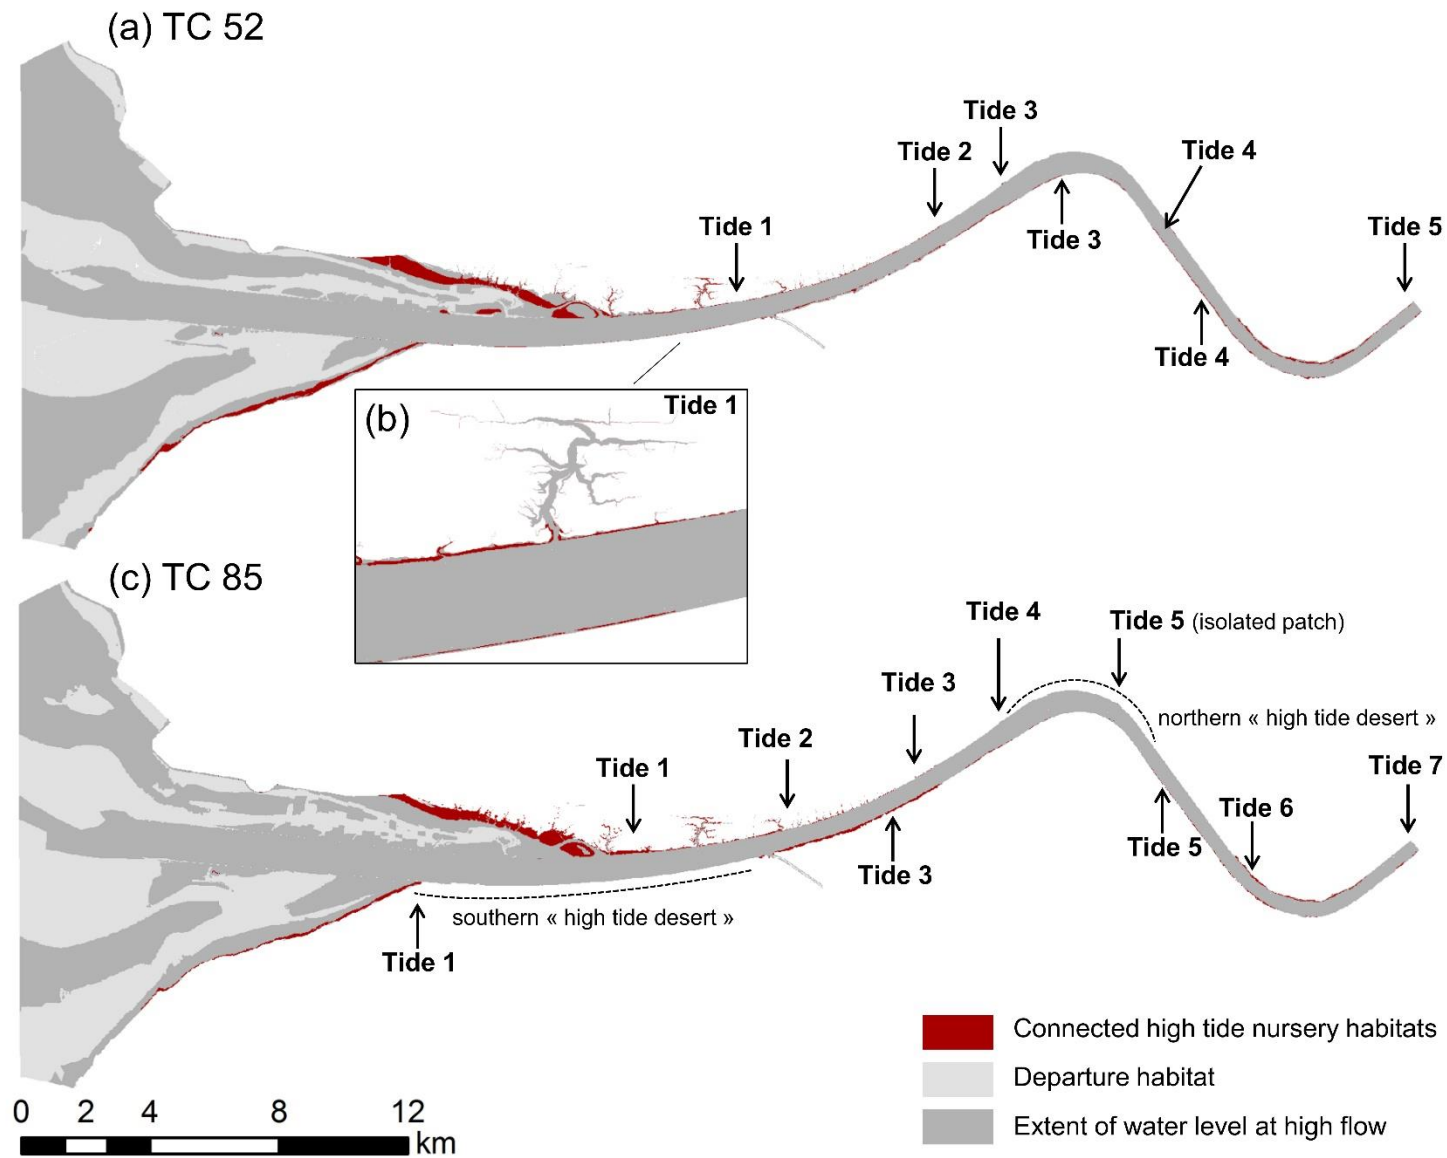 (a) TC 52
Tide 3
Tide 2
Tide 4
Tide 1
Tide 3
Tide 5
Tide 4
(b)
Tide 1
(c) TC 85
Tide 4
Tide 5 (isolated patch)
Tide 3
northern « high tide desert »
Tide 2
Tide 1
Tide 7
Tide 6
Tide 5
Tide 3
southern « high tide desert »
Tide 1
Connected high tide nursery habitats
Departure habitat
Extent of water level at high flow
0 2 4 8 12
km